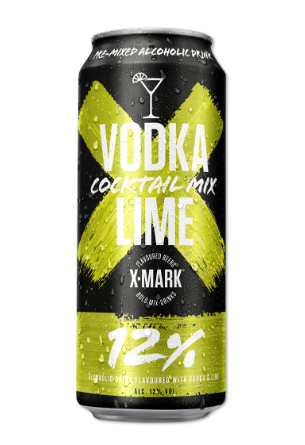 PRE-MIXED ALCOHOLIC DRINK
VODKA
COCKTAIL MIX
LIME
FLAVOURED BEERS
X·MARK
BOLD MIX DRINKS
12%
ALCOHOLIC DRINK FLAVOURED WITH VODKA & LIME
ALC. 12% VOL